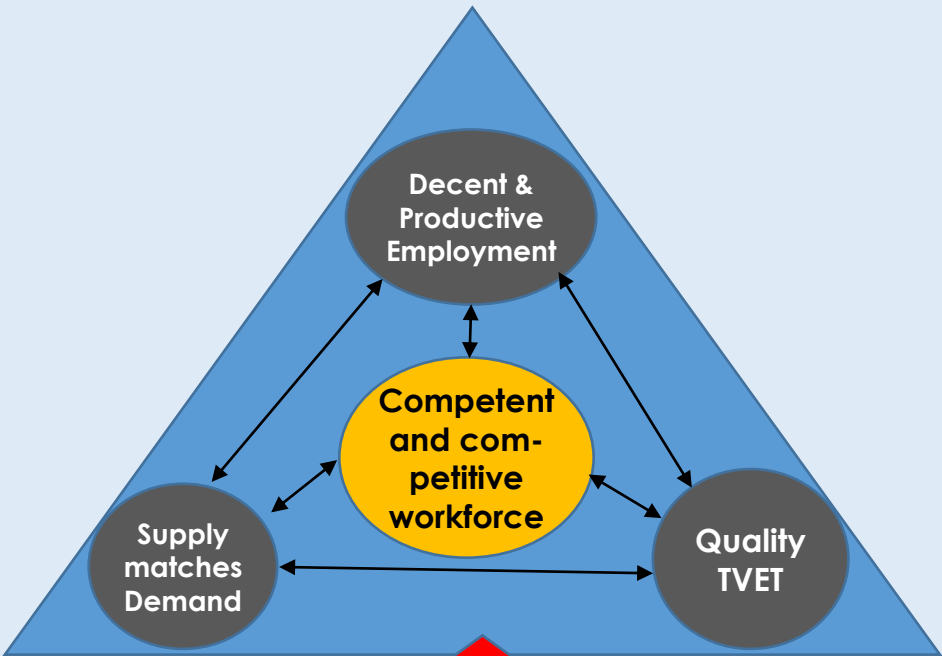 Decent &
Productive
Employment
Competent
and com-
petitive
workforce
Supply
matches
Demand
Quality
TVET